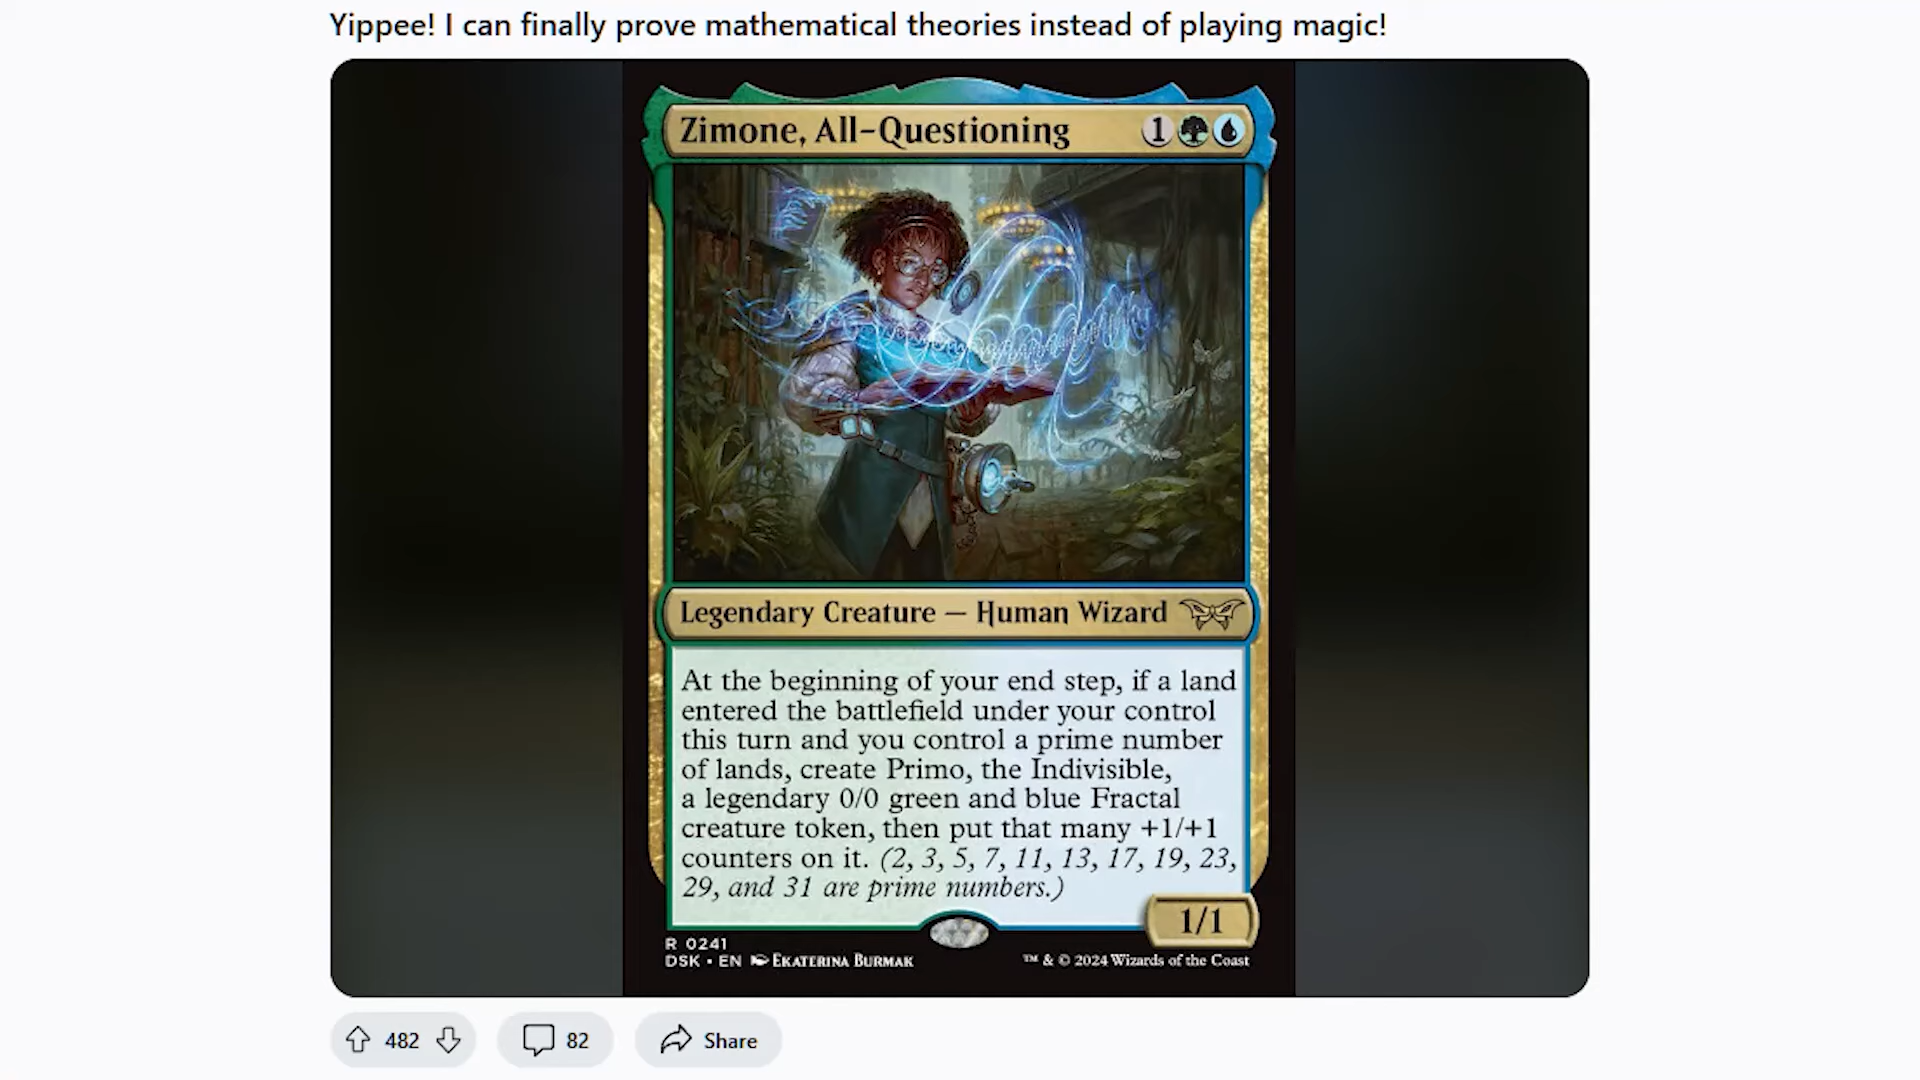 Yippee! I can finally prove mathematical theories instead of playing magic!
Zimone, All-Questioning 1
Legendary Creature — Human Wizard
At the beginning of your end step, if a land
entered the battlefield under your control
this turn and you control a prime number
of lands, create Primo, the Indivisible,
a legendary 0/0 green and blue Fractal
creature token, then put that many +1/+1
counters on it. (2, 3, 5, 7, 11, 13, 17, 19, 23,
29, and 31 are prime numbers.)
1/1
R 0241
DSK • EN EKATERINA BURMAK
™ & © 2024 Wizards of the Coast
482
82
Share